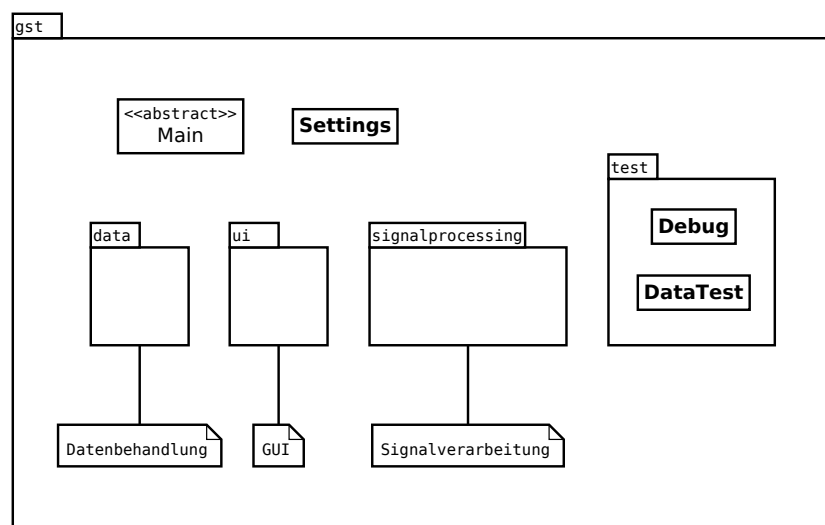 gst
<<abstract>>
Main
Settings
test
Debug
DataTest
data
ui
signalprocessing
Datenbehandlung
GUI
Signalverarbeitung